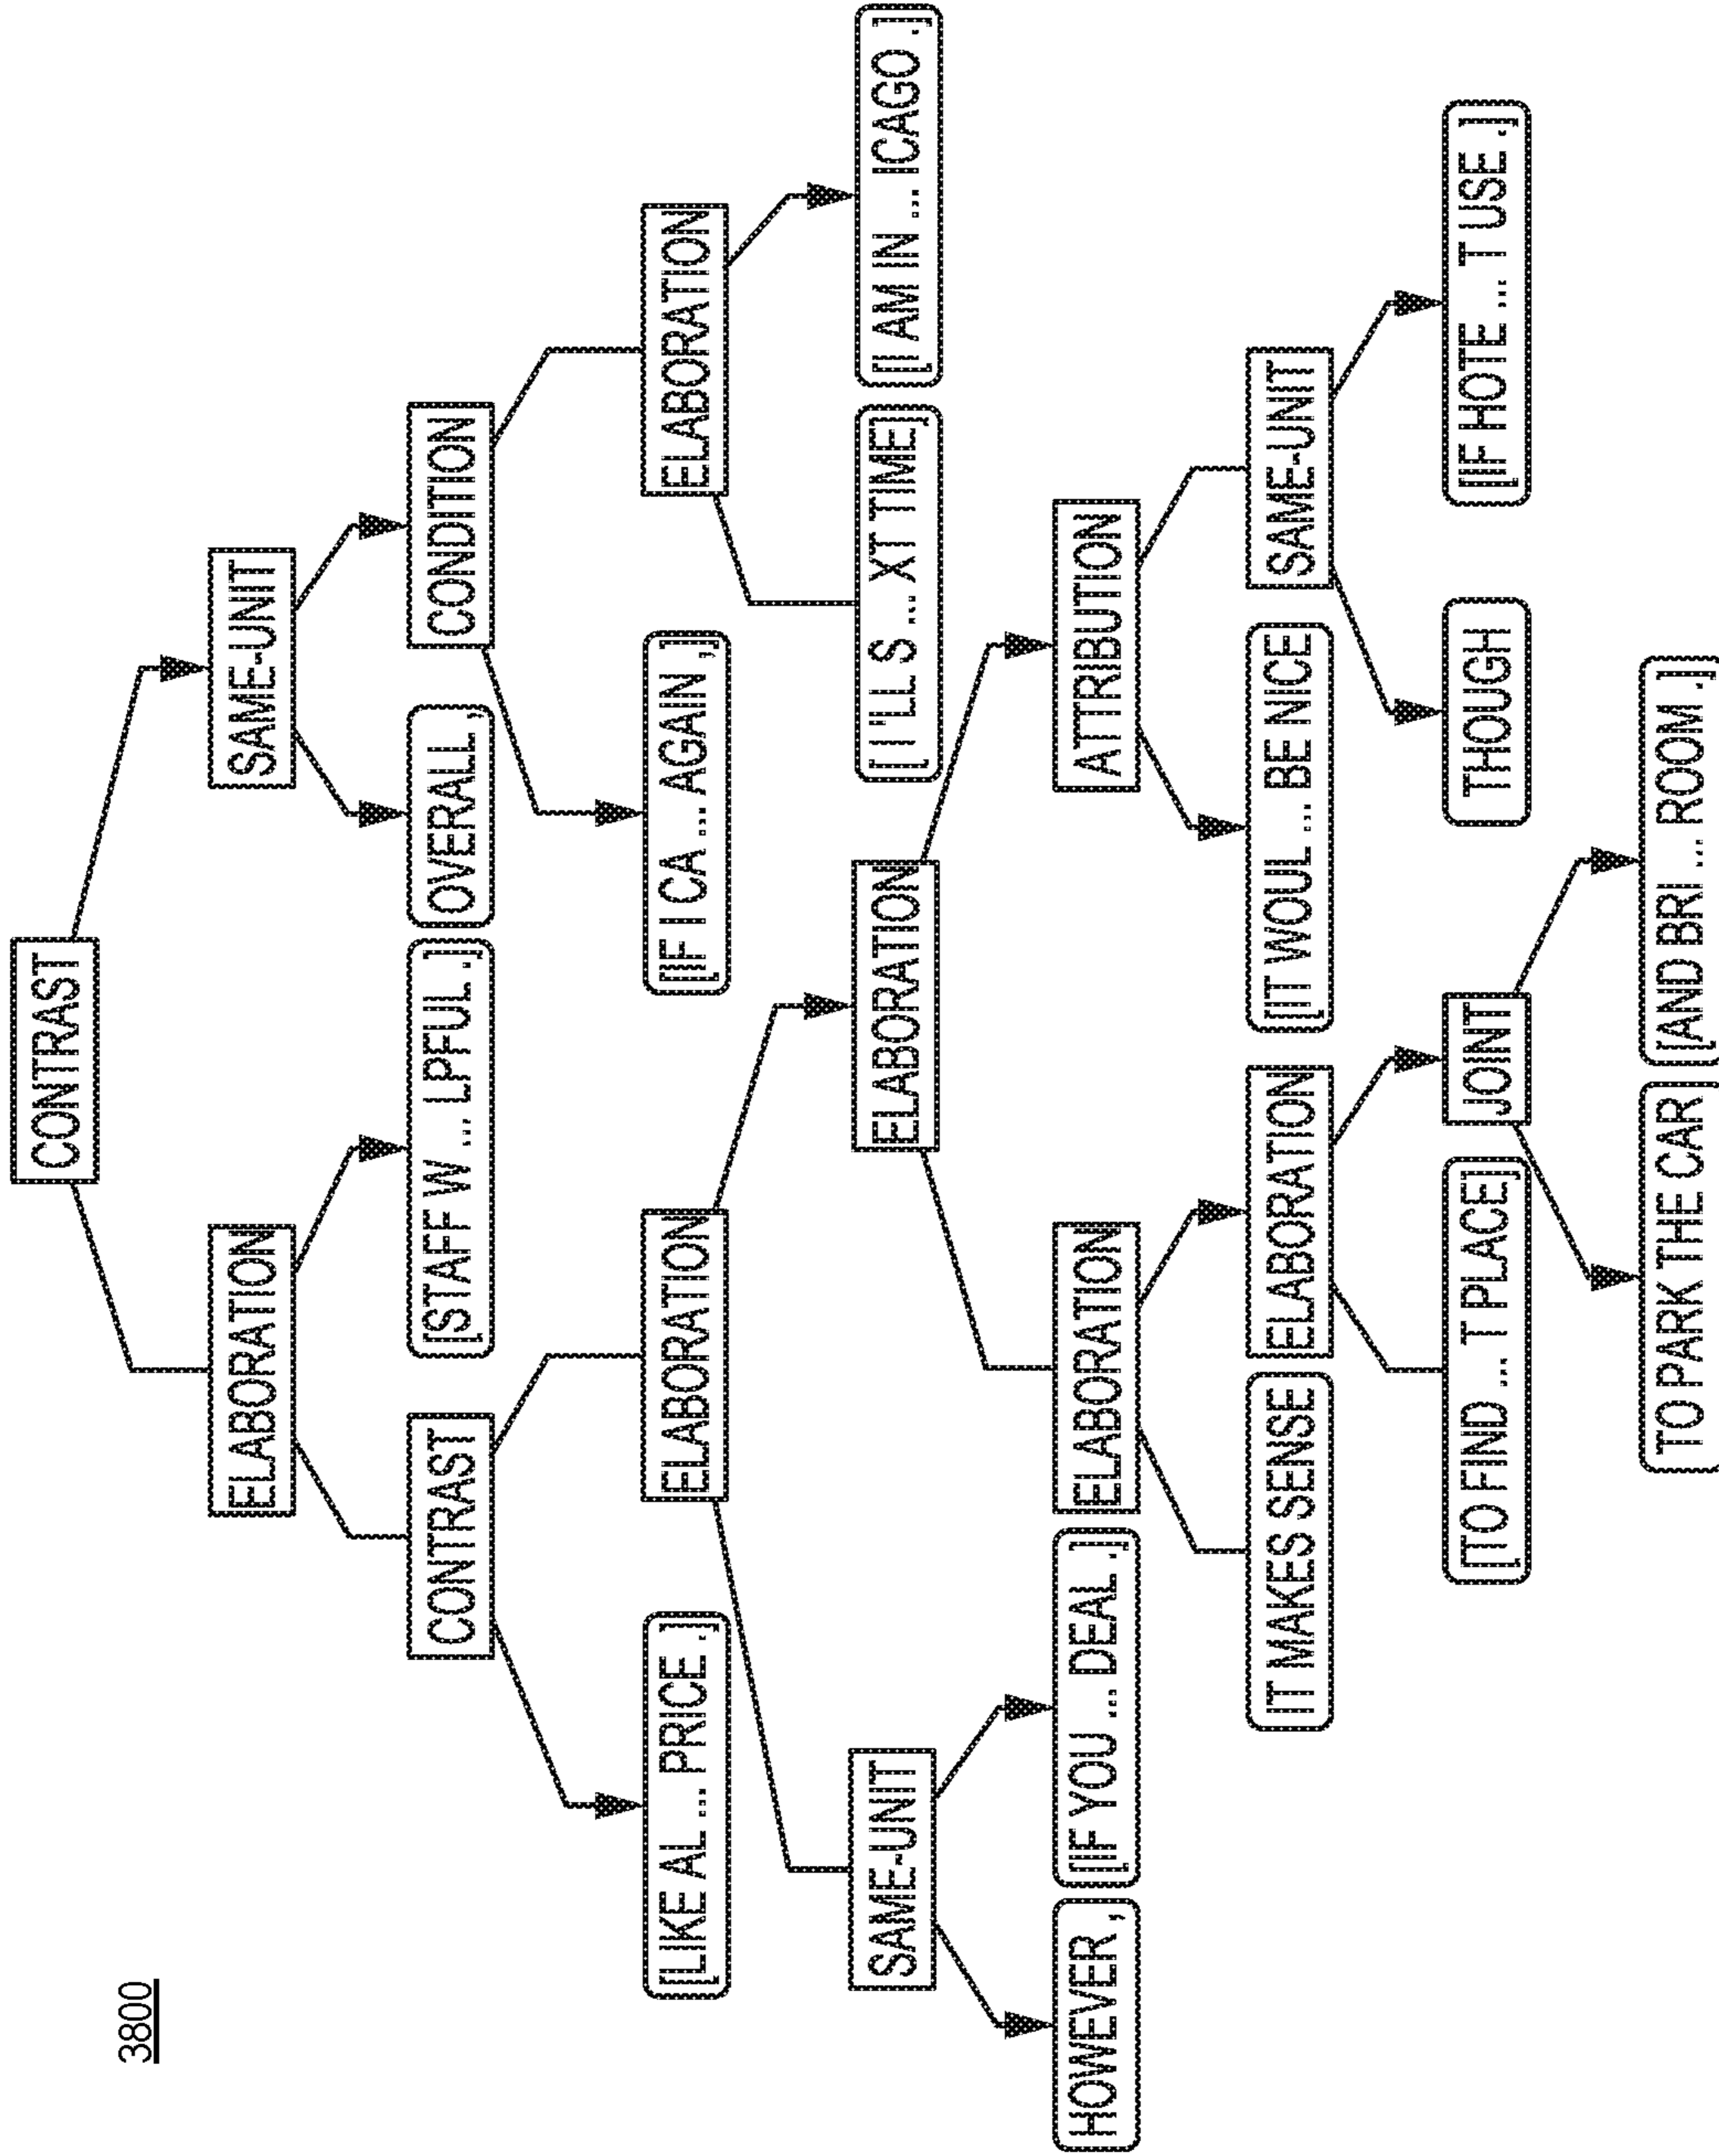 3800
CONTRAST
ELABORATION
SAME-UNIT
CONTRAST
[STAFF W ... LPFUL .]
OVERALL ,
CONDITION
[LIKE AL ... PRICE .]
ELABORATION
[IF I CA ... AGAIN ,]
ELABORATION
SAME-UNIT
ELABORATION
[I 'LL S ... XT TIME]
[I AM IN ... ICAGO .]
HOWEVER ,
[IF YOU ... DEAL .]
ELABORATION
ATTRIBUTION
IT MAKES SENSE
ELABORATION
[IT WOUL ... BE NICE
SAME-UNIT
[TO FIND ... T PLACE]
JOINT
THOUGH
[IF HOTE ... T USE .]
TO PARK THE CAR
[AND BRI ... ROOM .]